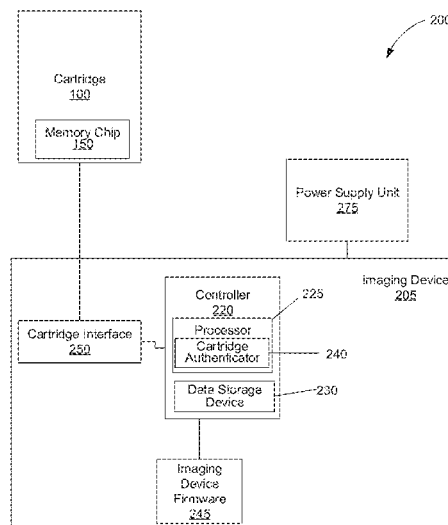 200
Cartridge
100
Memory Chip
150
Power Supply Unit
275
Imaging Device
205
Controller
220
225
Processor
Cartridge
Authenticator
240
Cartridge Interface
250
Data Storage
Device
230
Imaging
Device
Firmware
245